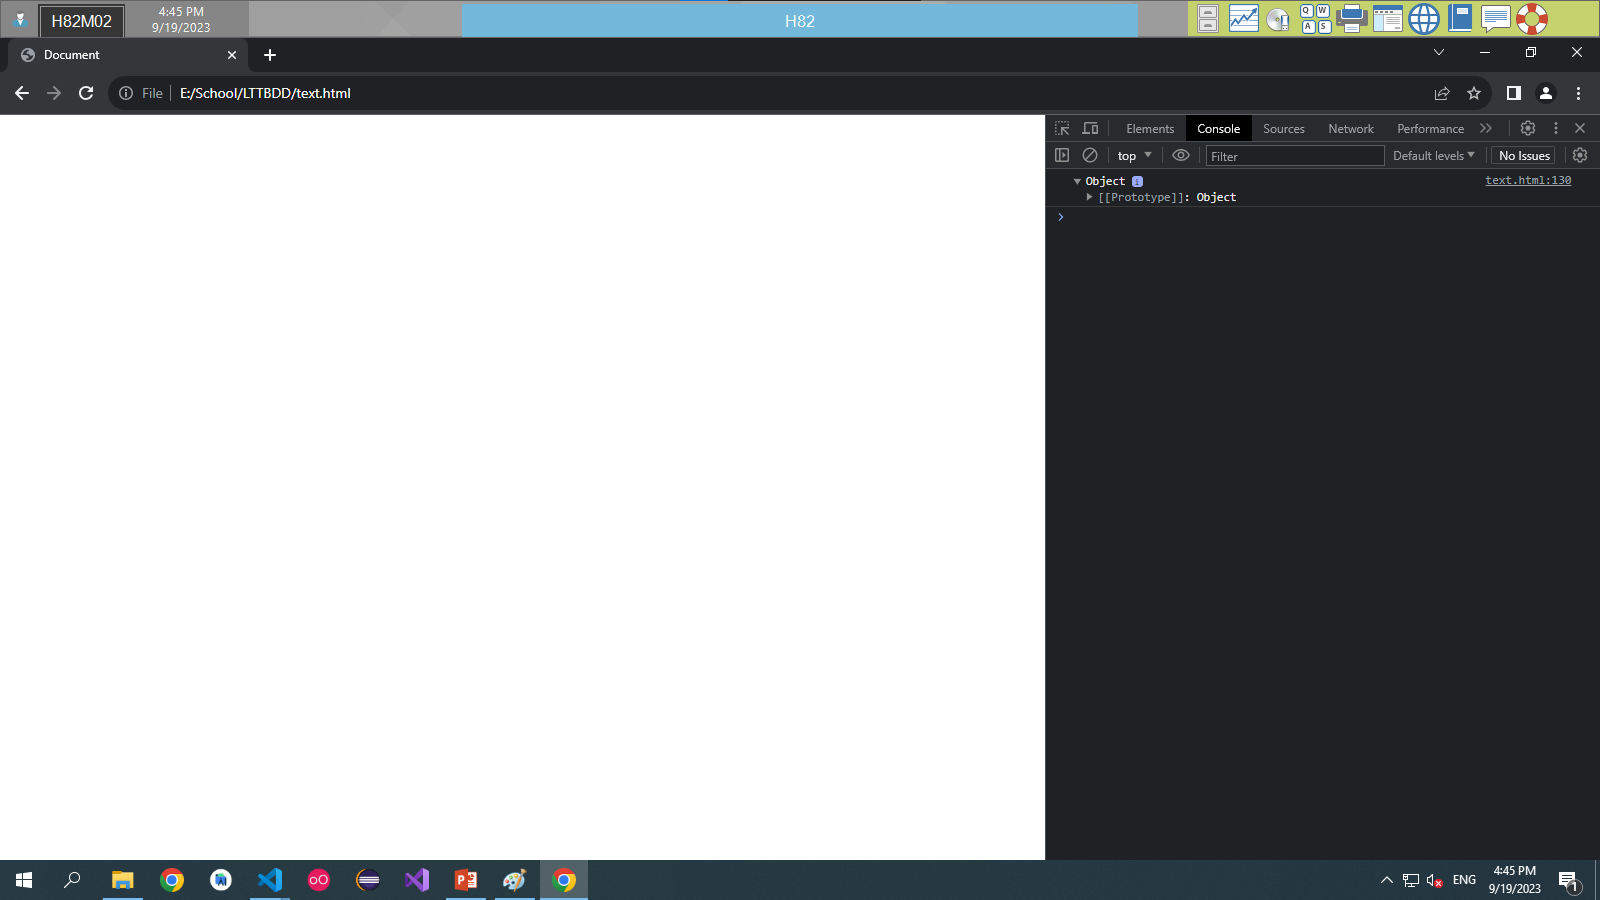 H82M02
4:45 PM
9/19/2023
H82
Q W
A S
Document
File
E:/School/LTTBDD/text.html
Elements Console Sources Network Performance
top
Filter
Default levels
No Issues
Object i
text.html:130
[[Prototype]]: Object
ENG
4:45 PM
9/19/2023
1